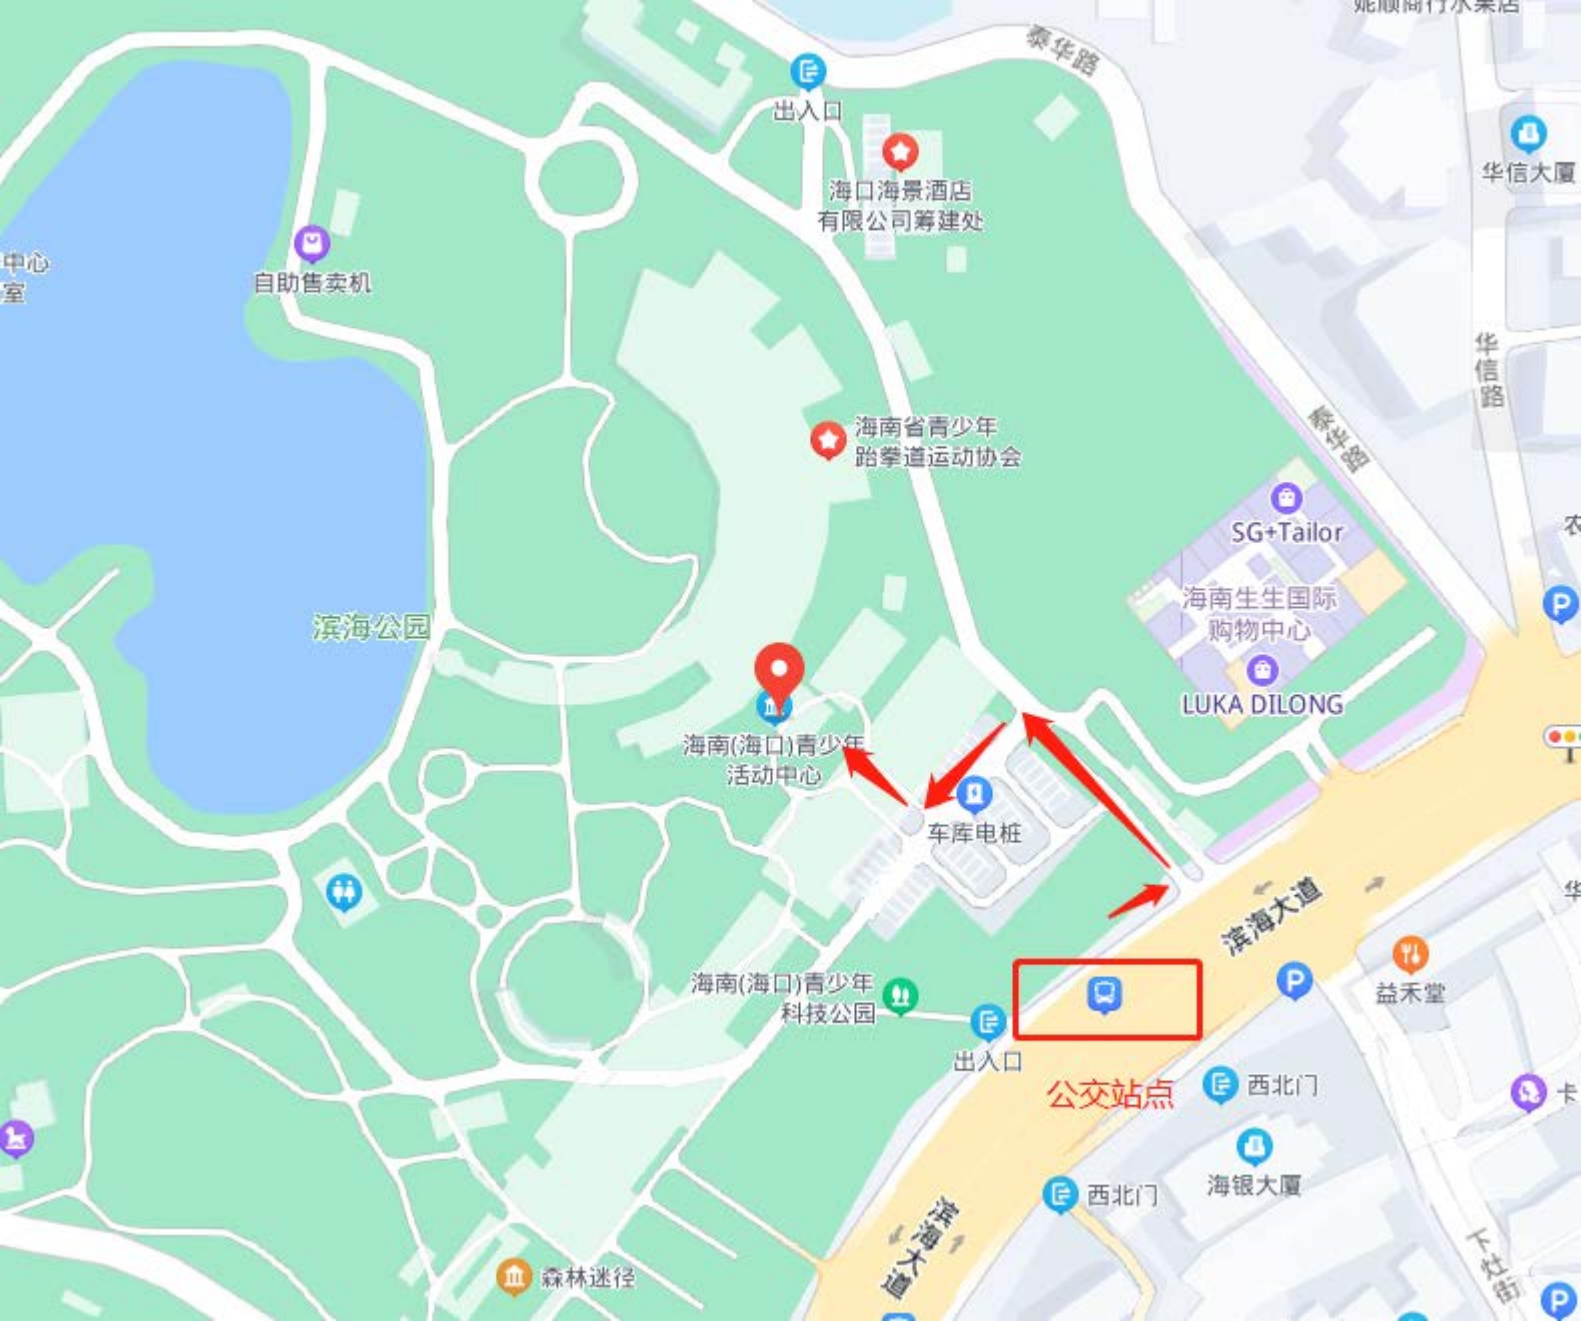 泰华路
出入口
海口海景酒店
有限公司筹建处
华信大厦
中心
室
自助售卖机
华信路
海南省青少年
跆拳道运动协会
泰华路
SG+Tailor
海南生生国际
购物中心
LUKA DILONG
滨海公园
海南(海口)青少年
活动中心
车库电桩
P
滨海大道
海南(海口)青少年
科技公园
出入口
P
益禾堂
公交站点
西北门
卡
海银大厦
西北门
滨海大道
下灶街
森林迷径
P